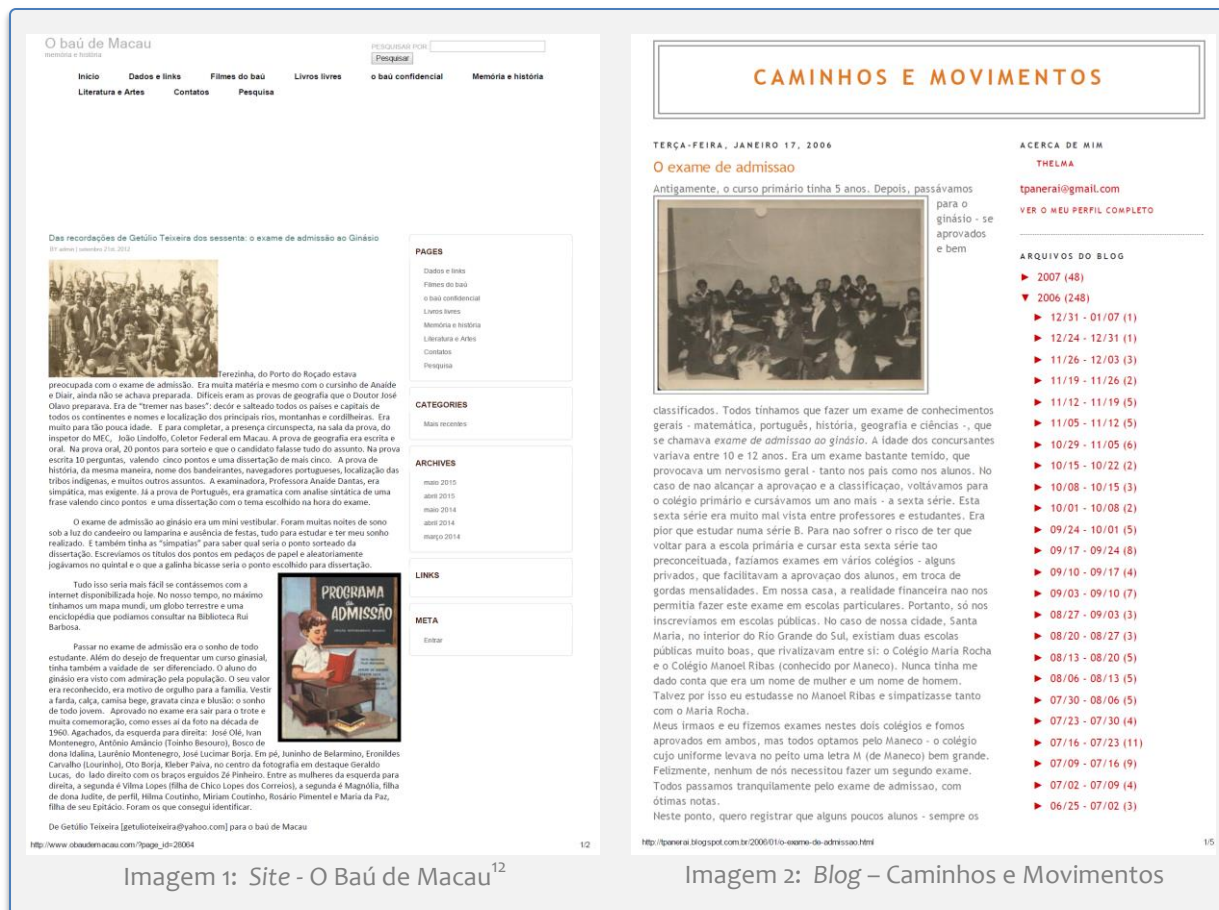 O baú de Macau
memória e história
PESQUISAR POR:
Pesquisar
Início Dados e links Filmes do baú Livros livres o baú confidencial Memória e história
Literatura e Artes Contatos Pesquisa
Das recordações de Getúlio Teixeira dos sessenta: o exame de admissão ao Ginásio
BY admin | setembro 21st, 2012
Terezinha, do Porto do Roçado estava
preocupada com o exame de admissão. Era muita matéria e mesmo com o cursinho de Anaide
e Diair, ainda não se achava preparada. Difíceis eram as provas de geografia que o Doutor José
Olavo preparava. Era de “tremer nas bases”: decór e salteado todos os países e capitais de
todos os continentes e nomes e localização dos principais rios, montanhas e cordilheiras. Era
muito para tão pouca idade. E para completar, a presença circunspecta, na sala da prova, do
inspetor do MEC, João Lindolfo, Coletor Federal em Macau. A prova de geografia era escrita e
oral. Na prova oral, 20 pontos para sorteio e que o candidato falasse tudo do assunto. Na prova
escrita 10 perguntas, valendo cinco pontos e uma dissertação de mais cinco. A prova de
história, da mesma maneira, nome dos bandeirantes, navegadores portugueses, localização das
tribos indígenas, e muitos outros assuntos. A examinadora, Professora Anaide Dantas, era
simpática, mas exigente. Já a prova de Português, era gramatica com analise sintática de uma
frase valendo cinco pontos e uma dissertação com o tema escolhido na hora do exame.
O exame de admissão ao ginásio era um mini vestibular. Foram muitas noites de sono
sob a luz do candeeiro ou lamparina e ausência de festas, tudo para estudar e ter meu sonho
realizado. E também tinha as “simpatias” para saber qual seria o ponto sorteado da
dissertação. Escrevíamos os títulos dos pontos em pedaços de papel e aleatoriamente
jogávamos no quintal e o que a galinha bicasse seria o ponto escolhido para dissertação.
Tudo isso seria mais fácil se contássemos com a
internet disponibilizada hoje. No nosso tempo, no máximo
tínhamos um mapa mundi, um globo terrestre e uma
enciclopédia que podíamos consultar na Biblioteca Rui
Barbosa.
Passar no exame de admissão era o sonho de todo
estudante. Além do desejo de frequentar um curso ginasial,
tinha também a vaidade de ser diferenciado. O aluno do
ginásio era visto com admiração pela população. O seu valor
era reconhecido, era motivo de orgulho para a família. Vestir
a farda, calça, camisa bege, gravata cinza e blusão: o sonho
de todo jovem. Aprovado no exame era sair para o trote e
muita comemoração, como esses aí da foto na década de
1960. Agachados, da esquerda para direita: José Olé, Ivan
Montenegro, Antônio Amâncio (Toinho Besouro), Bosco de
dona Idalina, Laurênio Montenegro, José Lucimar Borja. Em pé, Juninho de Belarmino, Eronildes
Carvalho (Lourinho), Oto Borja, Kleber Paiva, no centro da fotografia em destaque Geraldo
Lucas, do lado direito com os braços erguidos Zé Pinheiro. Entre as mulheres da esquerda para
direita, a segunda é Vilma Lopes (filha de Chico Lopes dos Correios), a segunda é Magnólia, filha
de dona Judite, de perfil, Hilma Coutinho, Miriam Coutinho, Rosário Pimentel e Maria da Paz,
filha de seu Epitácio. Foram os que consegui identificar.
De Getúlio Teixeira [getulioteixeira@yahoo.com] para o baú de Macau
PROGRAMA
de
ADMISSÃO
PAGES
Dados e links
Filmes do baú
o baú confidencial
Livros livres
Memória e história
Literatura e Artes
Contatos
Pesquisa
CATEGORIES
Mais recentes
ARCHIVES
maio 2015
abril 2015
maio 2014
abril 2014
março 2014
LINKS
META
Entrar
http://www.obaudemacau.com/?page_id=28064 1/2
Imagem 1: Site - O Baú de Macau12
CAMINHOS E MOVIMENTOS
TERÇA-FEIRA, JANEIRO 17, 2006
O exame de admissao
Antigamente, o curso primário tinha 5 anos. Depois, passávamos
para o
ginásio - se
aprovados
e bem
classificados. Todos tínhamos que fazer um exame de conhecimentos
gerais - matemática, português, história, geografia e ciências -, que
se chamava exame de admissao ao ginásio. A idade dos concursantes
variava entre 10 e 12 anos. Era um exame bastante temido, que
provocava um nervosismo geral - tanto nos pais como nos alunos. No
caso de nao alcançar a aprovaçao e a classificaçao, voltávamos para
o colégio primário e cursávamos um ano mais - a sexta série. Esta
sexta série era muito mal vista entre professores e estudantes. Era
pior que estudar numa série B. Para nao sofrer o risco de ter que
voltar para a escola primária e cursar esta sexta série tao
preconceituada, fazíamos exames em vários colégios - alguns
privados, que facilitavam a aprovaçao dos alunos, em troca de
gordas mensalidades. Em nossa casa, a realidade financeira nao nos
permitia fazer este exame em escolas particulares. Portanto, só nos
inscrevíamos em escolas públicas. No caso de nossa cidade, Santa
Maria, no interior do Rio Grande do Sul, existiam duas escolas
públicas muito boas, que rivalizavam entre si: o Colégio Maria Rocha
e o Colégio Manoel Ribas (conhecido por Maneco). Nunca tinha me
dado conta que era um nome de mulher e um nome de homem.
Talvez por isso eu estudasse no Manoel Ribas e simpatizasse tanto
com o Maria Rocha.
Meus irmaos e eu fizemos exames nestes dois colégios e fomos
aprovados em ambos, mas todos optamos pelo Maneco - o colégio
cujo uniforme levava no peito uma letra M (de Maneco) bem grande.
Felizmente, nenhum de nós necessitou fazer um segundo exame.
Todos passamos tranquilamente pelo exame de admissao, com
ótimas notas.
Neste ponto, quero registrar que alguns poucos alunos - sempre os
ACERCA DE MIM
THELMA
tpanerai@gmail.com
VER O MEU PERFIL COMPLETO
ARQUIVOS DO BLOG
► 2007 (48)
▼ 2006 (248)
► 12/31 - 01/07 (1)
► 12/24 - 12/31 (1)
► 11/26 - 12/03 (3)
► 11/19 - 11/26 (2)
► 11/12 - 11/19 (5)
► 11/05 - 11/12 (5)
► 10/29 - 11/05 (6)
► 10/15 - 10/22 (2)
► 10/08 - 10/15 (3)
► 10/01 - 10/08 (2)
► 09/24 - 10/01 (5)
► 09/17 - 09/24 (8)
► 09/10 - 09/17 (4)
► 09/03 - 09/10 (7)
► 08/27 - 09/03 (3)
► 08/20 - 08/27 (3)
► 08/13 - 08/20 (5)
► 08/06 - 08/13 (5)
► 07/30 - 08/06 (5)
► 07/23 - 07/30 (4)
► 07/16 - 07/23 (11)
► 07/09 - 07/16 (9)
► 07/02 - 07/09 (4)
► 06/25 - 07/02 (3)
http://tpanerai.blogspot.com.br/2006/01/o-exame-de-admissao.html 1/5
Imagem 2: Blog – Caminhos e Movimentos